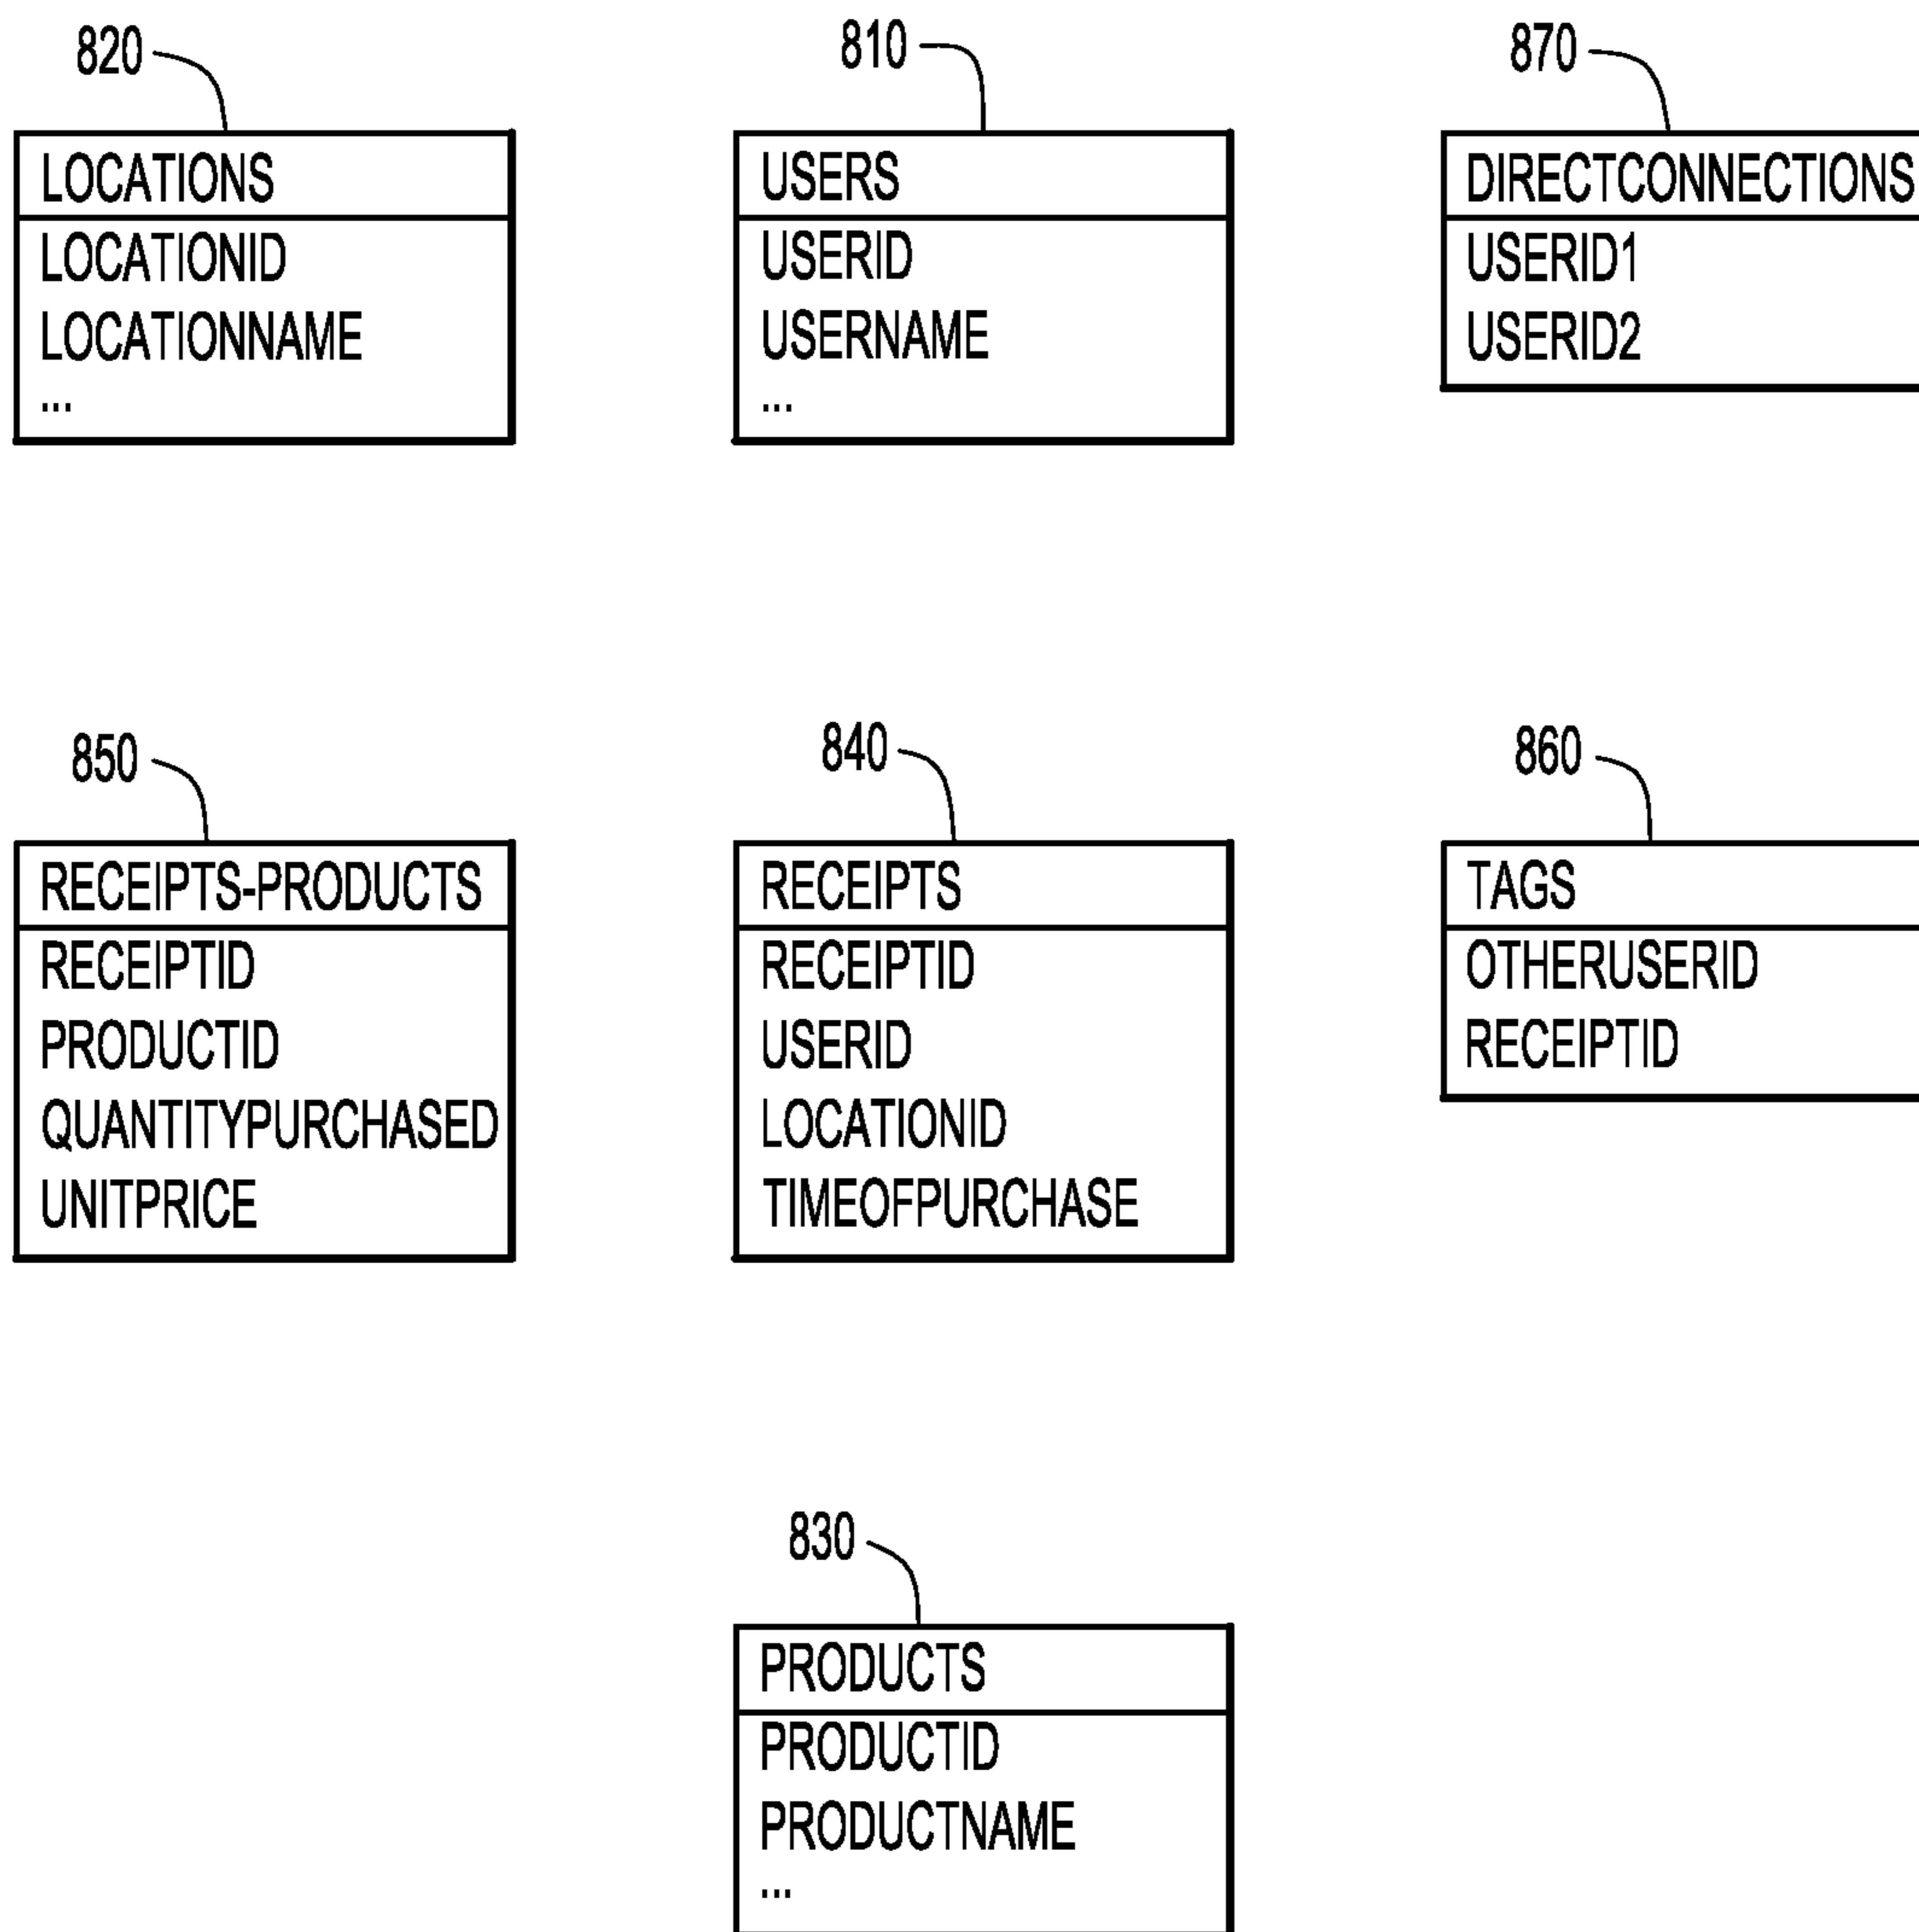 820
LOCATIONS
LOCATIONID
LOCATIONNAME
...
810
USERS
USERID
USERNAME
...
870
DIRECTCONNECTIONS
USERID1
USERID2
850
RECEIPTS-PRODUCTS
RECEIPTID
PRODUCTID
QUANTITYPURCHASED
UNITPRICE
840
RECEIPTS
RECEIPTID
USERID
LOCATIONID
TIMEOFPURCHASE
860
TAGS
OTHERUSERID
RECEIPTID
830
PRODUCTS
PRODUCTID
PRODUCTNAME
...